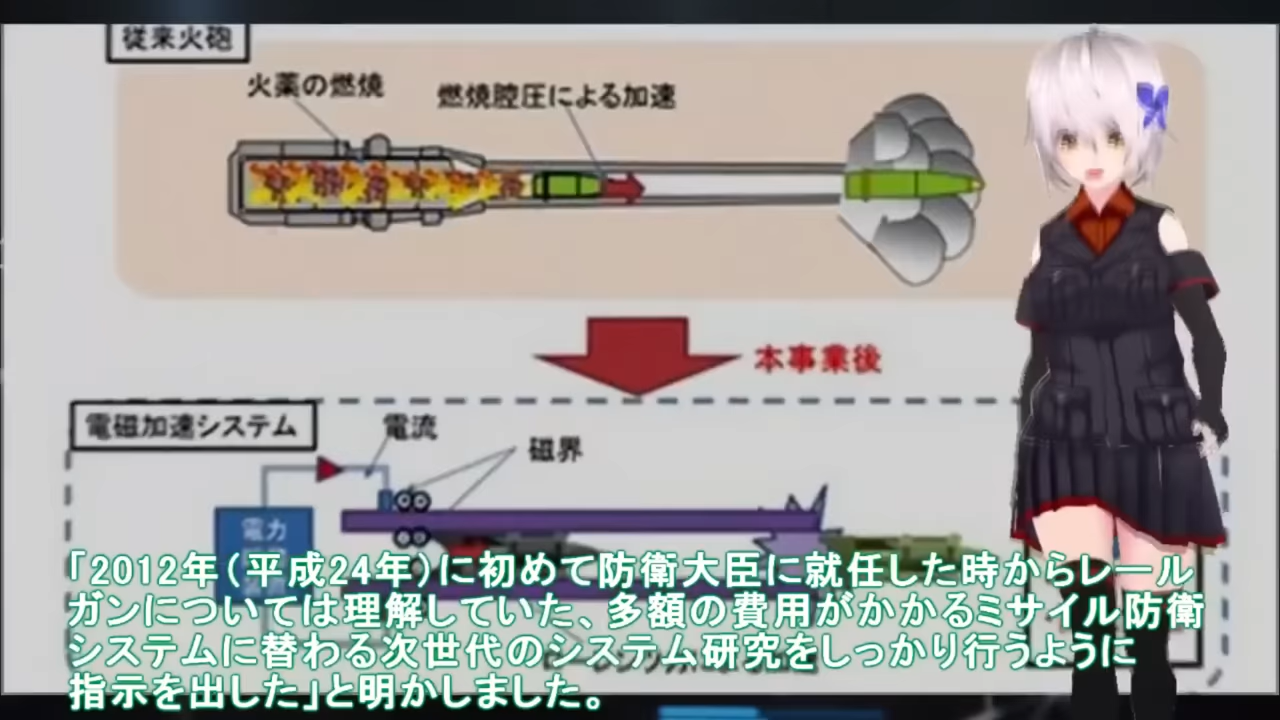 従来火砲
火薬の燃焼
燃焼腔圧による加速
本事業後
電磁加速システム
電流
磁界
電力
「2012年（平成24年）に初めて防衛大臣に就任した時からレール
ガンについては理解していた、多額の費用がかかるミサイル防衛
システムに替わる次世代のシステム研究をしっかり行うように
指示を出した」と明かしました。